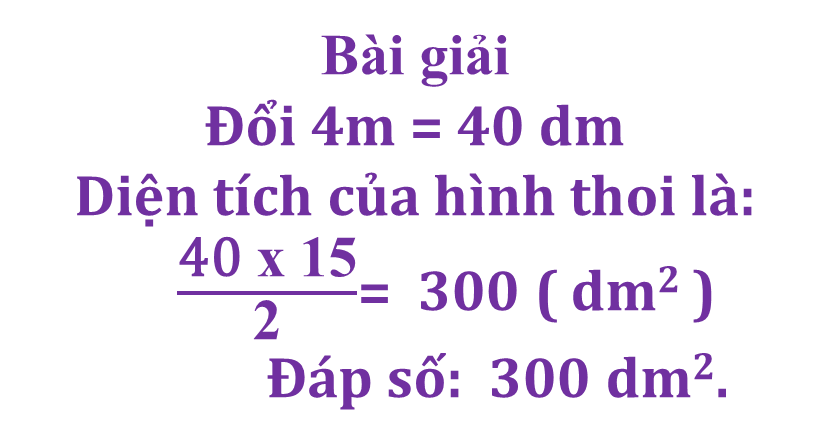 Bài giải
Đổi 4m = 40 dm
Diện tích của hình thoi là:
40 x 15
2
= 300 ( dm² )
Đáp số: 300 dm².